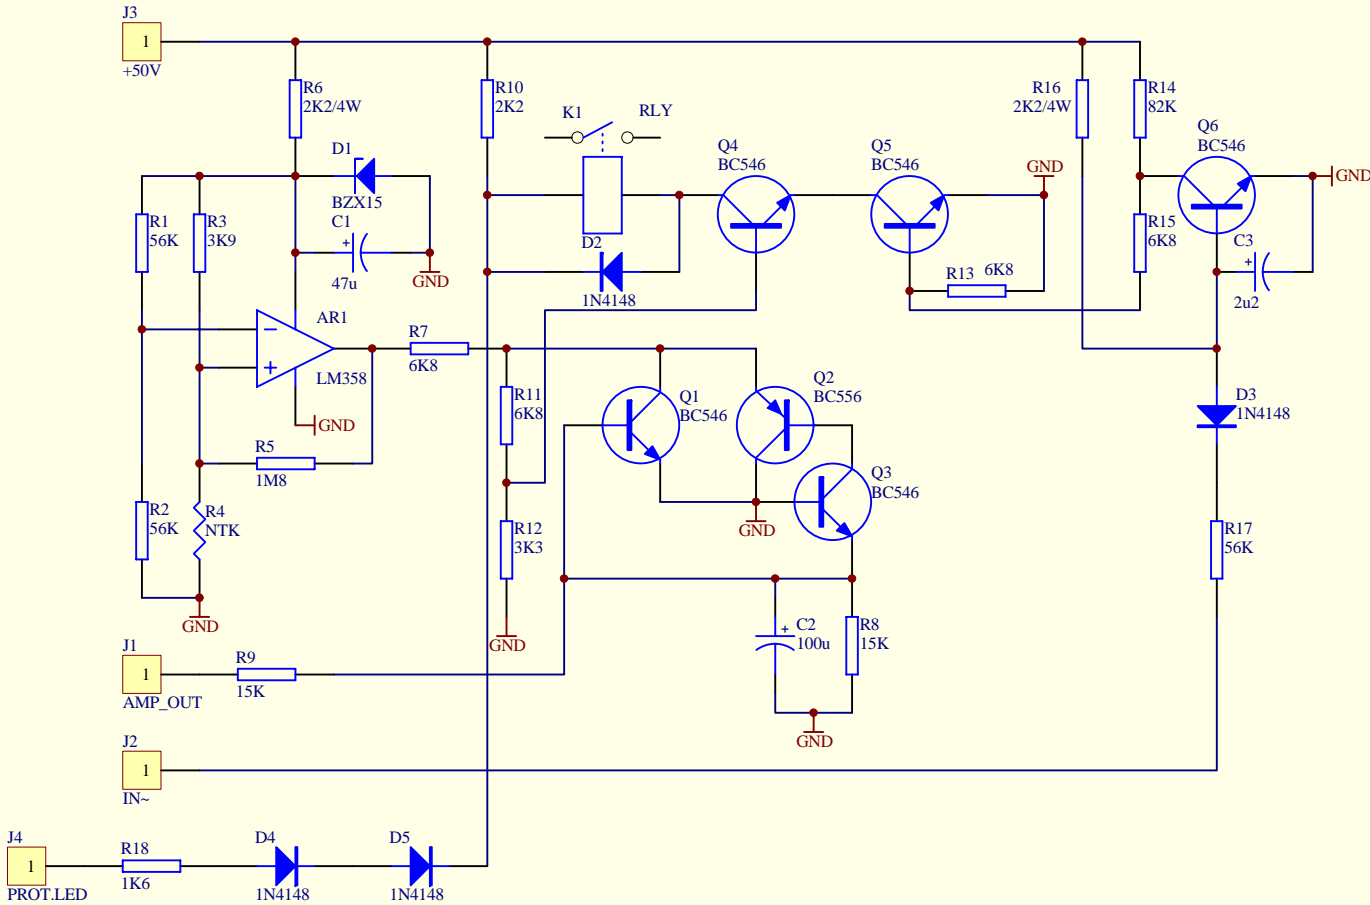 J3
1
+50V
R6
2K2/4W
R10
2K2
K1
RLY
R16
2K2/4W
R14
82K
Q6
BC546
Q4
BC546
Q5
BC546
D1
BZX15
GND
GND
R1
56K
R3
3K9
C1
+
47u
GND
D2
1N4148
R13
6K8
R15
6K8
C3
+
2u2
AR1
LM358
−
+
GND
R7
6K8
R11
6K8
Q1
BC546
Q2
BC556
D3
1N4148
R5
1M8
Q3
BC546
R2
56K
R4
NTK
R12
3K3
GND
R17
56K
GND
GND
C2
+
100u
R8
15K
GND
J1
1
AMP_OUT
R9
15K
J2
1
IN~
J4
1
PROT.LED
R18
1K6
D4
1N4148
D5
1N4148